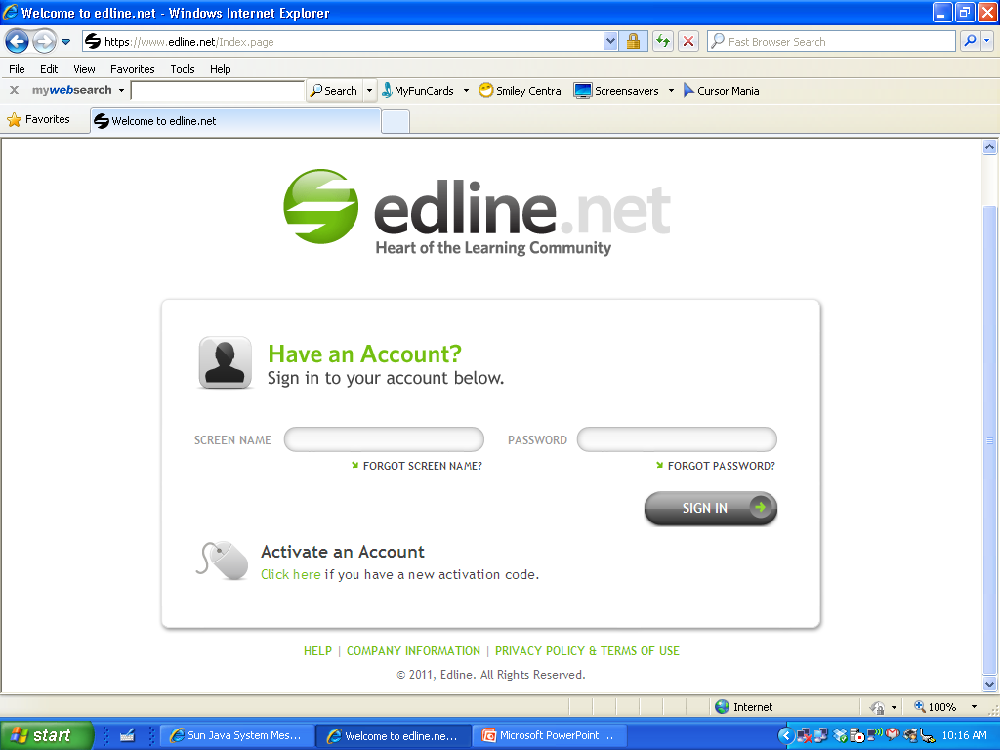 Welcome to edline.net - Windows Internet Explorer
https://www.edline.net/Index.page
Fast Browser Search
File Edit View Favorites Tools Help
X mywebsearch Search MyFunCards Smiley Central Screensavers Cursor Mania
Favorites Welcome to edline.net
edline.net
Heart of the Learning Community
Have an Account?
Sign in to your account below.
SCREEN NAME PASSWORD
FORGOT SCREEN NAME? FORGOT PASSWORD?
SIGN IN
Activate an Account
Click here if you have a new activation code.
HELP | COMPANY INFORMATION | PRIVACY POLICY & TERMS OF USE
© 2011, Edline. All Rights Reserved.
Internet 100%
start Sun Java System Mes... Welcome to edline.ne... Microsoft PowerPoint ... 10:16 AM